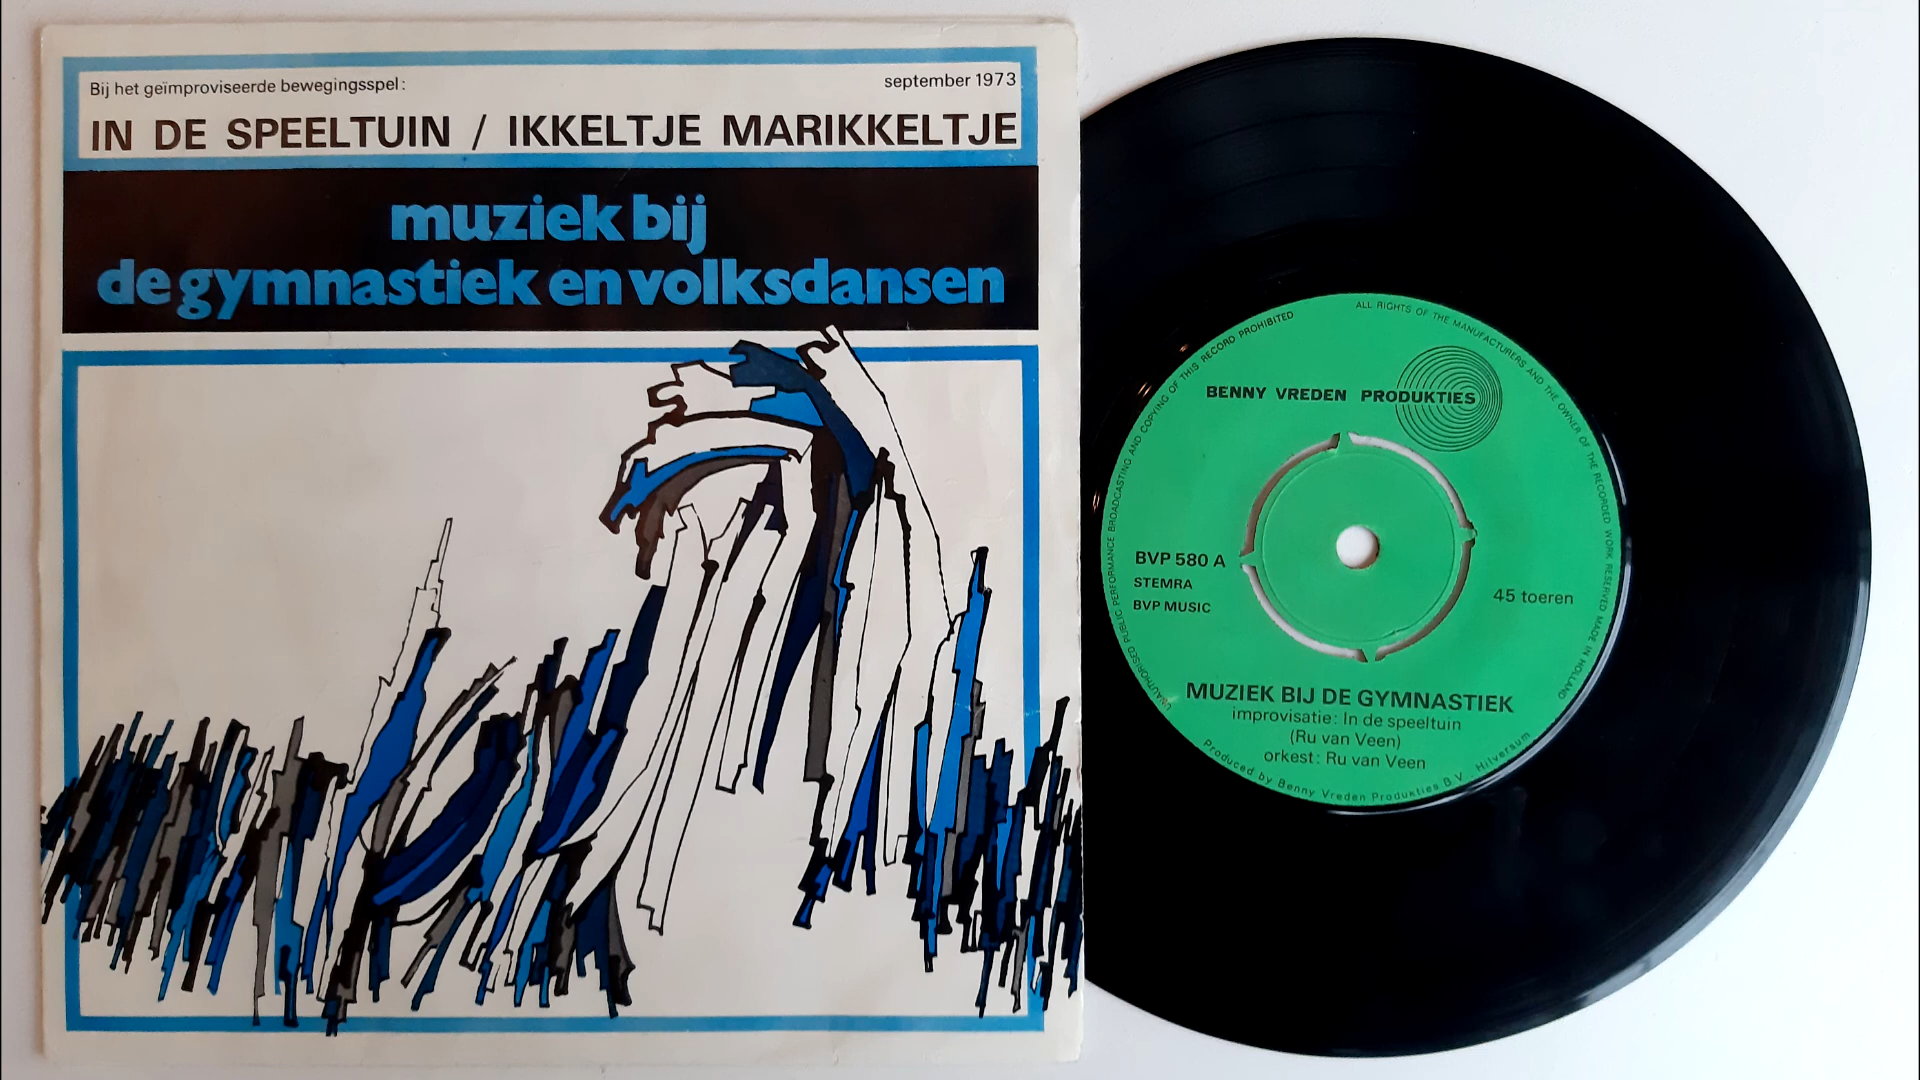 Bij het geïmproviseerde bewegingsspel:
september 1973
IN DE SPEELTUIN / IKKELTJE MARIKKELTJE
muziek bij
de gymnastiek en volksdansen
UNAUTHORISED PUBLIC PERFORMANCE BROADCASTING AND COPYING OF THIS RECORD PROHIBITED
ALL RIGHTS OF THE MANUFACTURERS AND THE OWNER OF THE RECORDED WORK RESERVED MADE IN HOLLAND
BENNY VREDEN PRODUKTIES
BVP 580 A
STEMRA
BVP MUSIC
45 toeren
MUZIEK BIJ DE GYMNASTIEK
improvisatie: In de speeltuin
(Ru van Veen)
orkest: Ru van Veen
Produced by Benny Vreden Produkties B.V. Hilversum